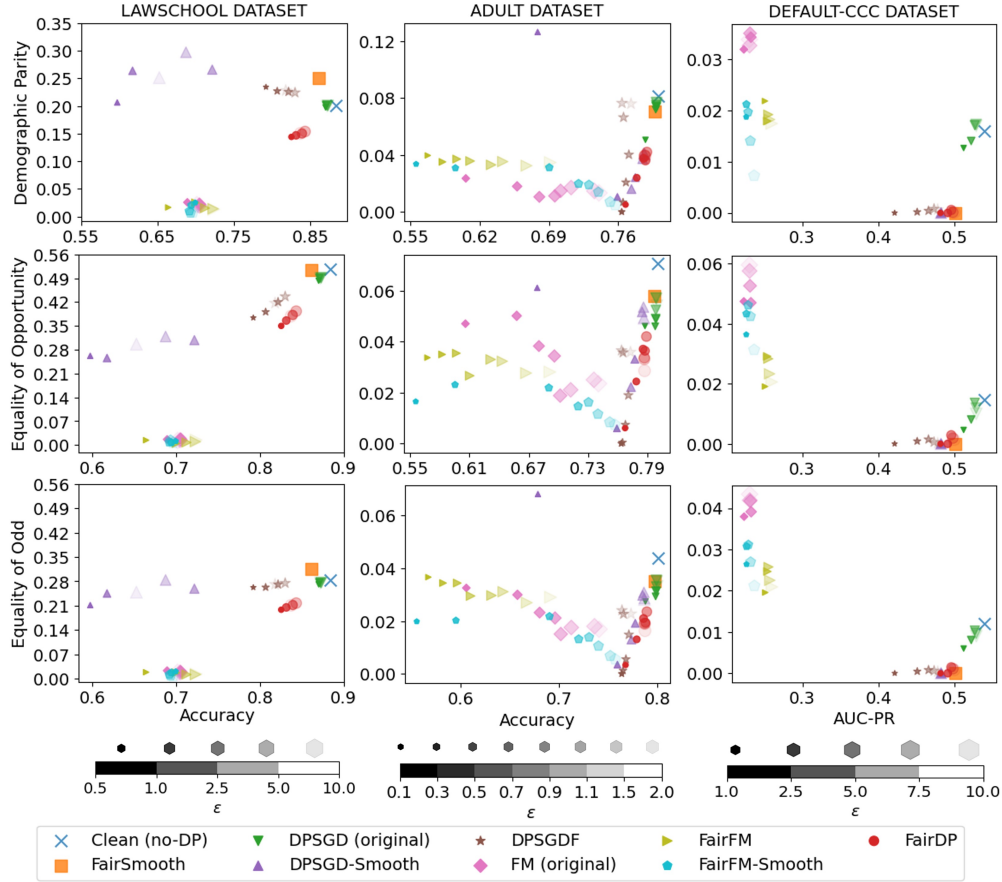 LAWSCHOOL DATASET
ADULT DATASET
DEFAULT-CCC DATASET
Demographic Parity
0.35
0.30
0.25
0.20
0.15
0.10
0.05
0.00
0.55 0.65 0.75 0.85
0.12
0.08
0.04
0.00
0.55 0.62 0.69 0.76
0.03
0.02
0.01
0.00
0.3 0.4 0.5
Equality of Opportunity
0.56
0.49
0.42
0.35
0.28
0.21
0.14
0.07
0.00
0.6 0.7 0.8 0.9
0.06
0.04
0.02
0.00
0.55 0.61 0.67 0.73 0.79
0.06
0.04
0.02
0.00
0.3 0.4 0.5
Equality of Odd
0.56
0.49
0.42
0.35
0.28
0.21
0.14
0.07
0.00
0.6 0.7 0.8 0.9
Accuracy
0.06
0.04
0.02
0.00
0.6 0.7 0.8
Accuracy
0.04
0.03
0.02
0.01
0.00
0.3 0.4 0.5
AUC-PR
0.5 1.0 2.5 5.0 10.0
ε
0.1 0.3 0.5 0.7 0.9 1.1 1.5 2.0
ε
1.0 2.5 5.0 7.5 10.0
ε
Clean (no-DP)
FairSmooth
DPSGD (original)
DPSGD-Smooth
DPSGDF
FM (original)
FairFM
FairFM-Smooth
FairDP